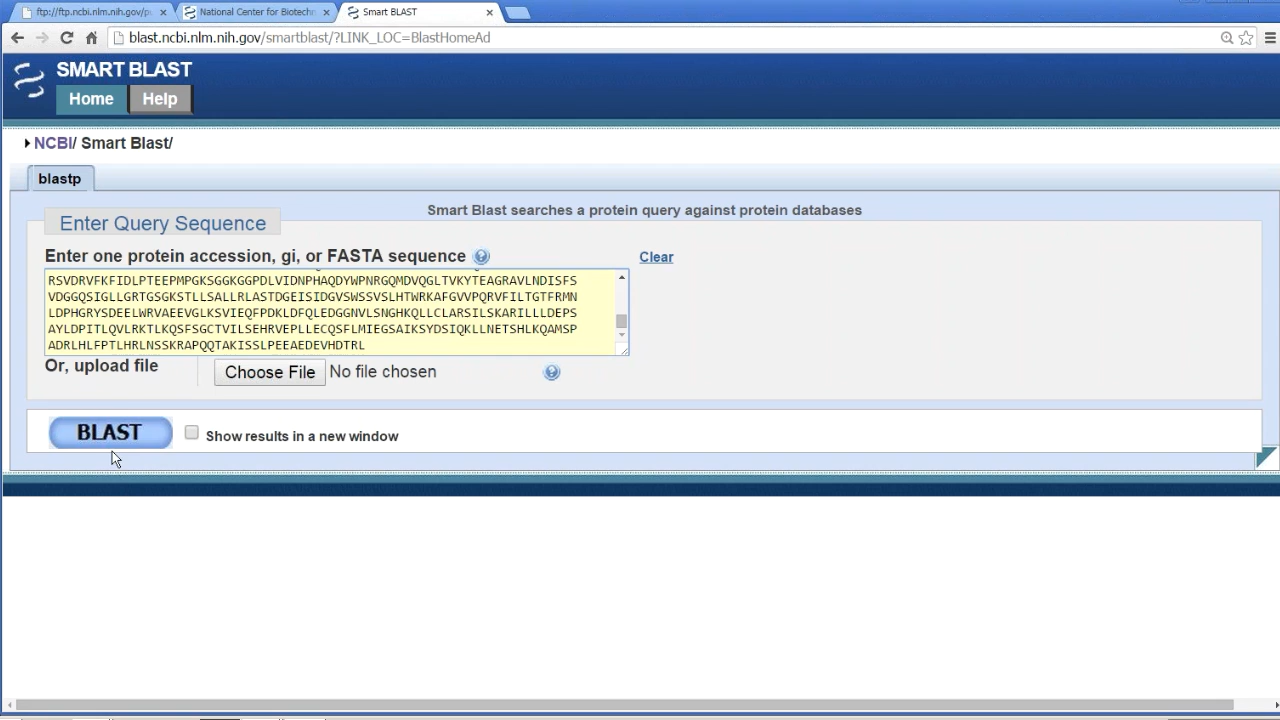 ftp://ftp.ncbi.nlm.nih.gov/pu
National Center for Biotechn
Smart BLAST
blast.ncbi.nlm.nih.gov/smartblast/?LINK_LOC=BlastHomeAd
SMART BLAST
Home
Help
NCBI/ Smart Blast/
blastp
Smart Blast searches a protein query against protein databases
Enter Query Sequence
Enter one protein accession, gi, or FASTA sequence
Clear
RSVDRVFKFIDLPTEEPMPGKSGGKGGPDLVIDNPHAQDYWPNRGQMDVQGLTVKYTEAGRAVLNDISFS
VDGGQSIGLLGRTGSGKSTLLSALLRLASTDGEISIDGVSWSSVSLHTWRKAFGVVPQRVFILTGTFRMN
LDPHGRYSDEELWRVAEEVGLKSVIEQFPDKLDFQLEDGGNVLSNGHKQLLCLARSILSKARILLLDEPS
AYLDPITLQVLRKTLKQSFSGCTVILSEHRVEPLLECQSFLMIEGSAIKSYDSIQKLLNETSHLKQAMSP
ADRLHLFPTLHRLNSSKRAPQQTAKISSLPEEAEDEVHDTRL
Or, upload file
Choose File No file chosen
BLAST
Show results in a new window